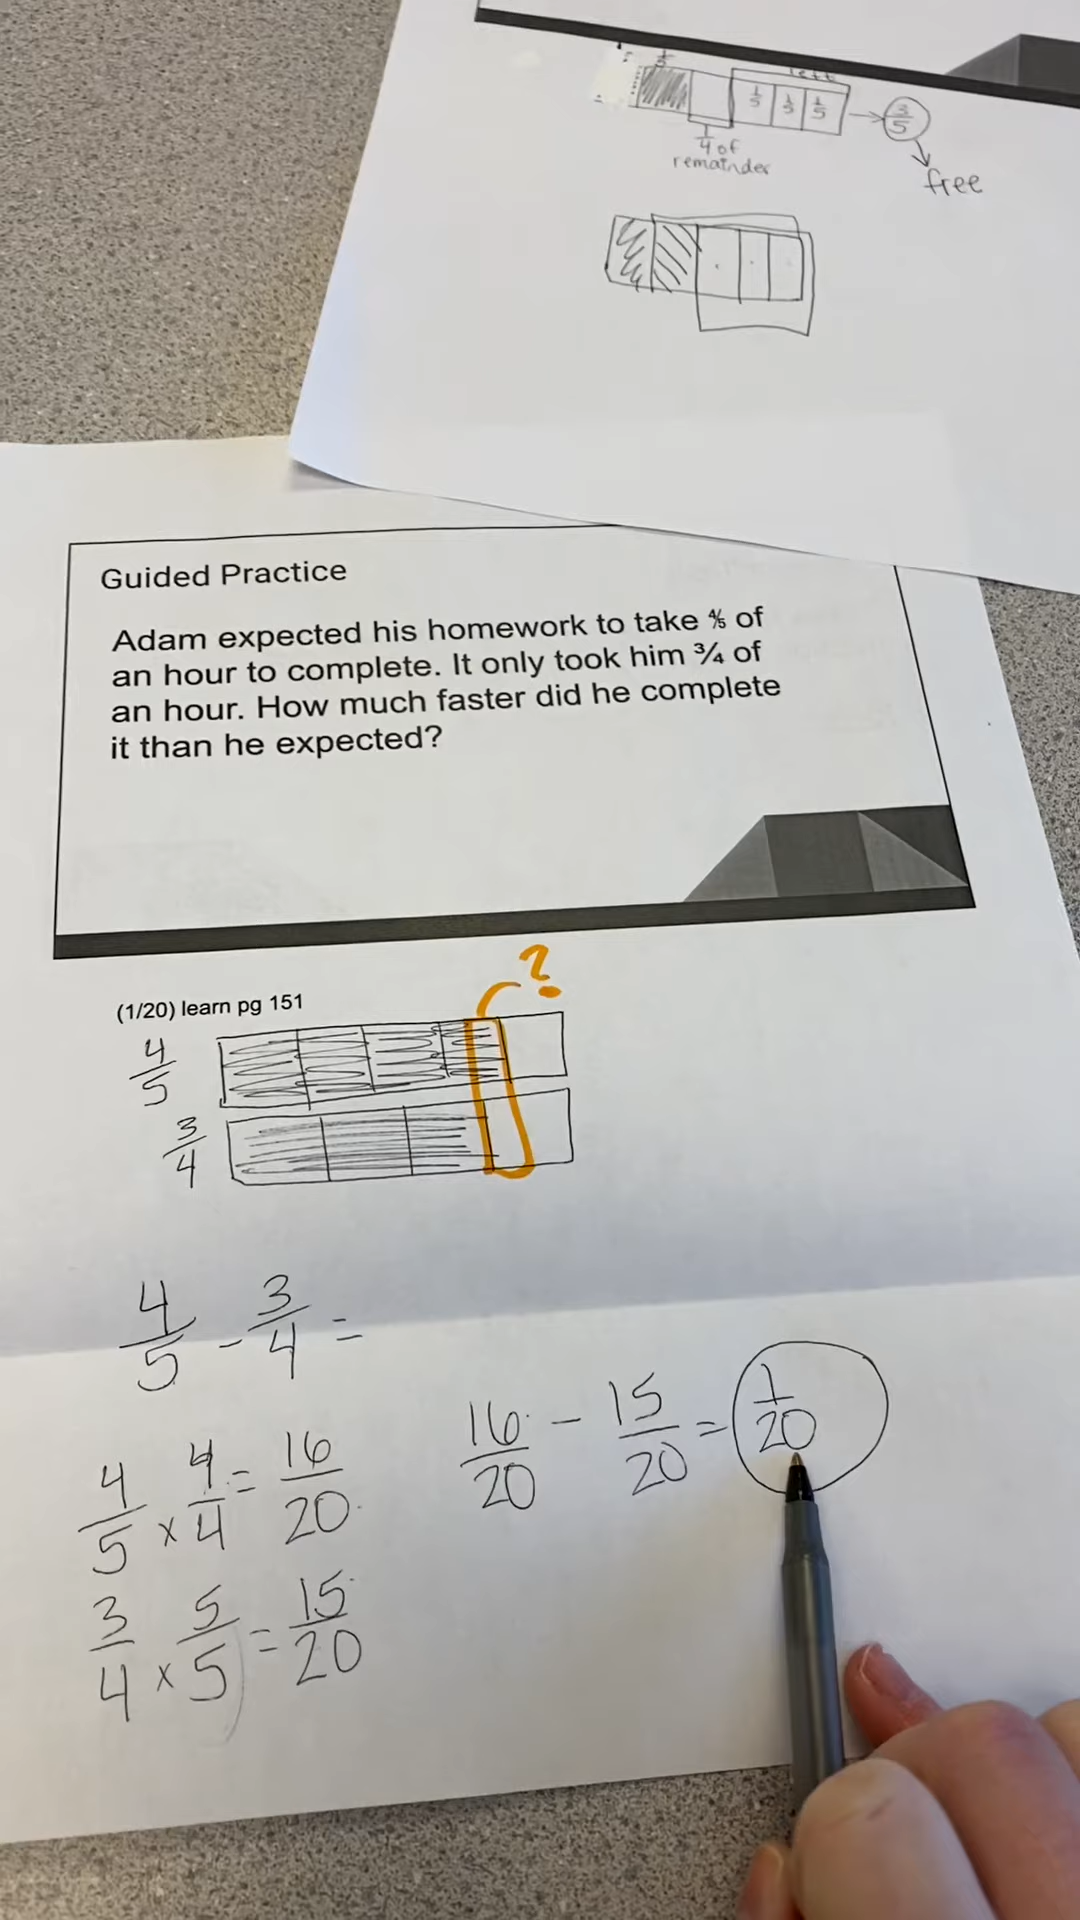 1/5
left
1/5 1/5 1/5
3/5
1/4 of
remainder
free
Guided Practice
Adam expected his homework to take ⅘ of
an hour to complete. It only took him ¾ of
an hour. How much faster did he complete
it than he expected?
?
(1/20) learn pg 151
4/5
3/4
4/5 - 3/4 =
4/5 x 4/4 = 16/20
16/20 - 15/20 = 1/20
3/4 x 5/5 = 15/20